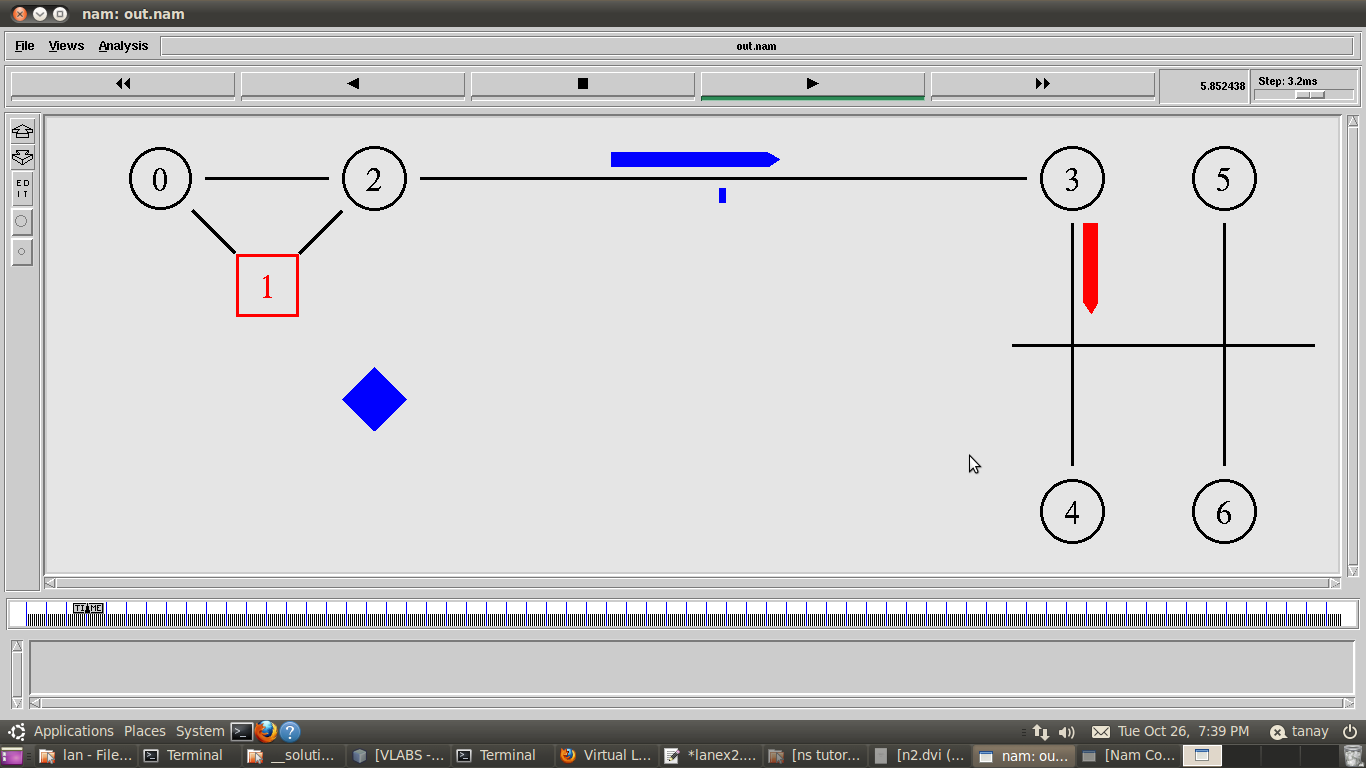 nam: out.nam
File Views Analysis
out.nam
5.852438
Step: 3.2ms
ED
IT
0
2
3
5
1
4
6
TIME
Applications Places System
Tue Oct 26, 7:39 PM
tanay
lan - File...
Terminal
__soluti...
[VLABS -...
Terminal
Virtual L...
*lanex2....
[ns tutor...
[n2.dvi (...
nam: ou...
[Nam Co...